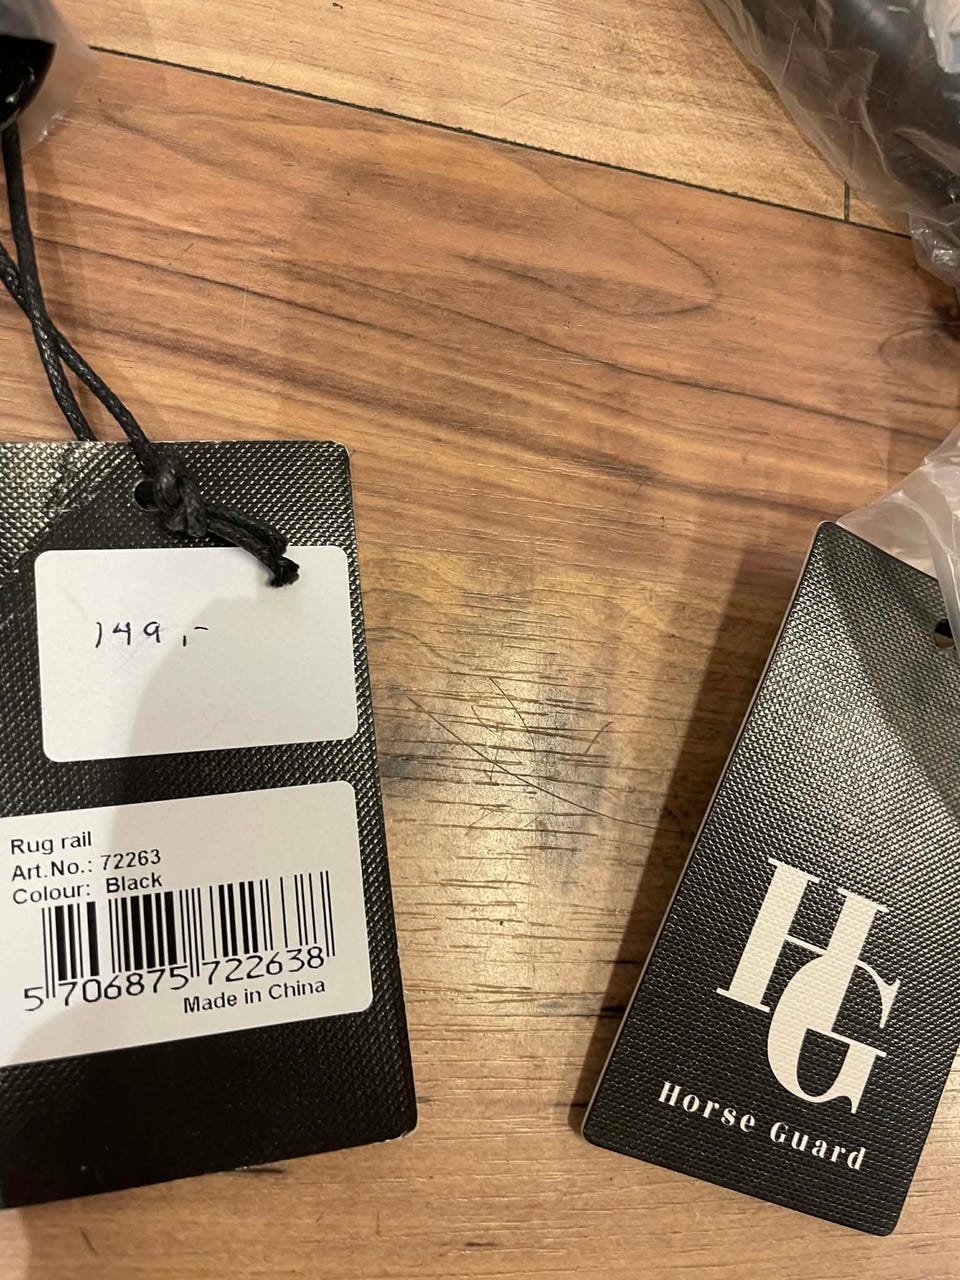 149,-
Rug rail
Art.No.: 72263
Colour: Black
5 706875 722638
Made in China
HG
Horse Guard